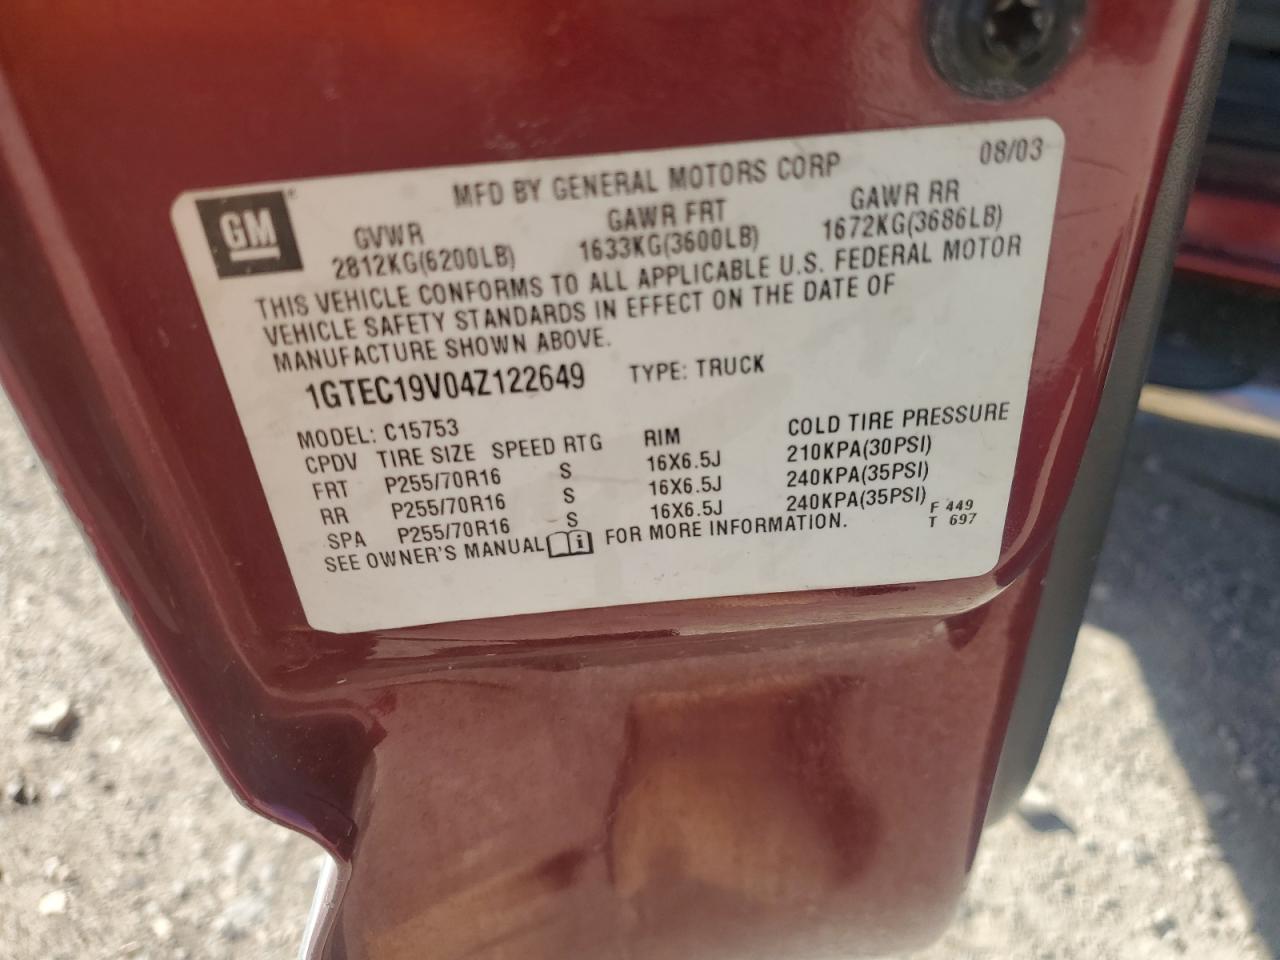 MFD BY GENERAL MOTORS CORP 08/03
GM
GVWR GAWR FRT GAWR RR
2812KG(6200LB) 1633KG(3600LB) 1672KG(3686LB)
THIS VEHICLE CONFORMS TO ALL APPLICABLE U.S. FEDERAL MOTOR
VEHICLE SAFETY STANDARDS IN EFFECT ON THE DATE OF
MANUFACTURE SHOWN ABOVE.
1GTEC19V04Z122649 TYPE: TRUCK
MODEL: C15753
CPDV TIRE SIZE SPEED RTG RIM COLD TIRE PRESSURE
FRT P255/70R16 S 16X6.5J 210KPA(30PSI)
RR P255/70R16 S 16X6.5J 240KPA(35PSI)
SPA P255/70R16 S 16X6.5J 240KPA(35PSI)
SEE OWNER'S MANUAL i FOR MORE INFORMATION.
F 449
T 697